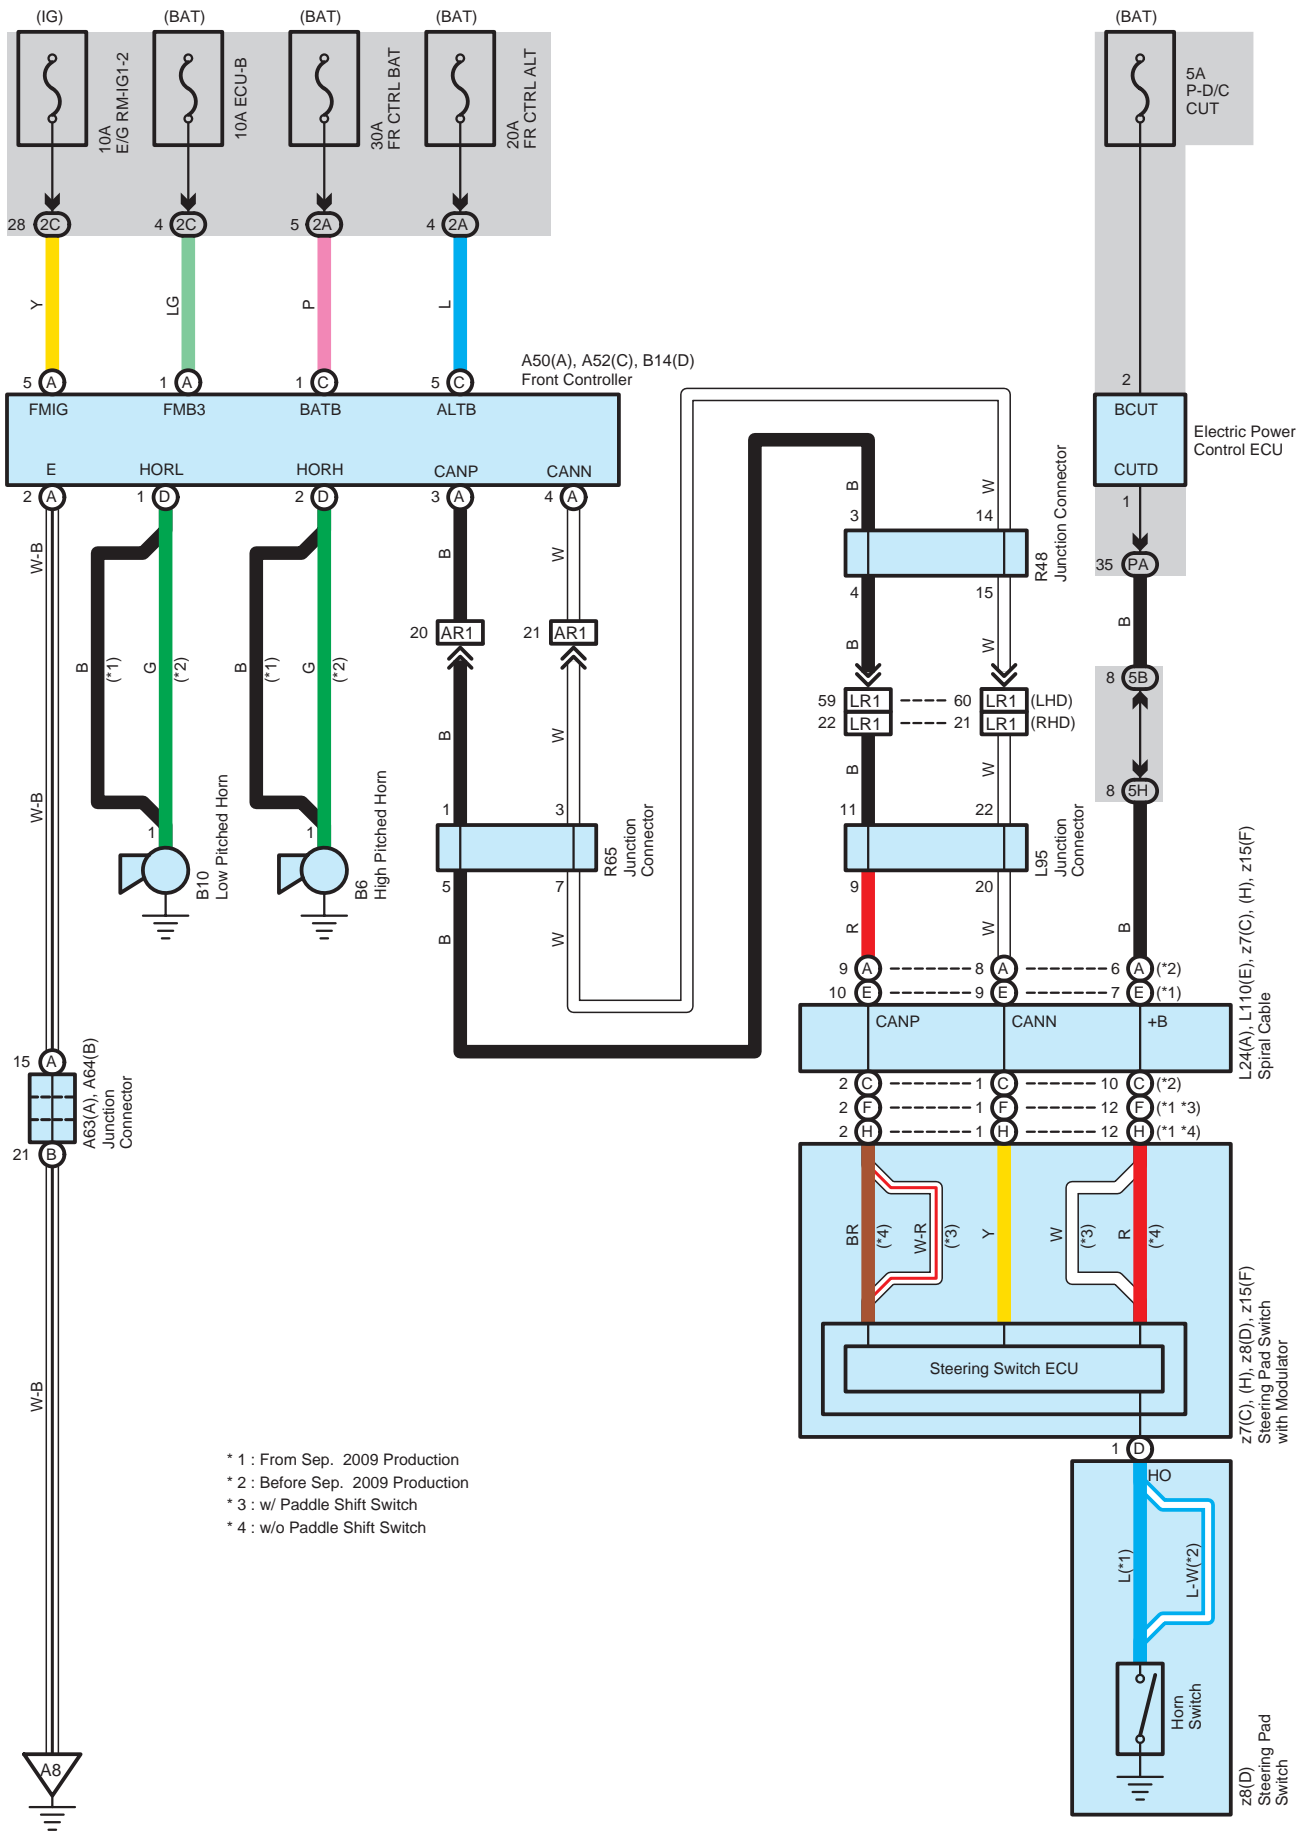 (IG)
(BAT)
(BAT)
(BAT)
(BAT)
10A
E/G RM-IG1-2
10A ECU-B
30A
FR CTRL BAT
20A
FR CTRL ALT
5A
P-D/C
CUT
28 2C
4 2C
5 2A
4 2A
Y
LG
P
L
A50(A), A52(C), B14(D)
Front Controller
5 A
1 A
1 C
5 C
FMIG
FMB3
BATB
ALTB
E
HORL
HORH
CANP
CANN
2 A
1 D
2 D
3 A
4 A
2
BCUT
CUTD
Electric Power
Control ECU
1
35 PA
B
8 5B
8 5H
B
W-B
B
(*1)
G
(*2)
B
(*1)
G
(*2)
B
W
20 AR1
21 AR1
B
W
B
W
3
14
R48
Junction Connector
4
15
B
W
59 LR1
60 LR1 (LHD)
22 LR1
21 LR1 (RHD)
B
W
W-B
1
B10
Low Pitched Horn
1
B6
High Pitched Horn
1
3
R65
Junction
Connector
5
7
B
W
11
22
L95
Junction
Connector
9
20
R
W
9 A
8 A
6 A (*2)
10 E
9 E
7 E (*1)
CANP
CANN
+B
L24(A), L110(E), z7(C), (H), z15(F)
Spiral Cable
2 C
1 C
10 C (*2)
2 F
1 F
12 F (*1 *3)
2 H
1 H
12 H (*1 *4)
15 A
A63(A), A64(B)
Junction
Connector
21 B
W-B
BR
(*4)
W-R
(*3)
Y
W
(*3)
R
(*4)
Steering Switch ECU
z7(C), (H), z8(D), z15(F)
Steering Pad Switch
with Modulator
1 D
HO
L(*1)
L-W(*2)
Horn
Switch
z8(D)
Steering Pad
Switch
* 1 : From Sep. 2009 Production
* 2 : Before Sep. 2009 Production
* 3 : w/ Paddle Shift Switch
* 4 : w/o Paddle Shift Switch
A8